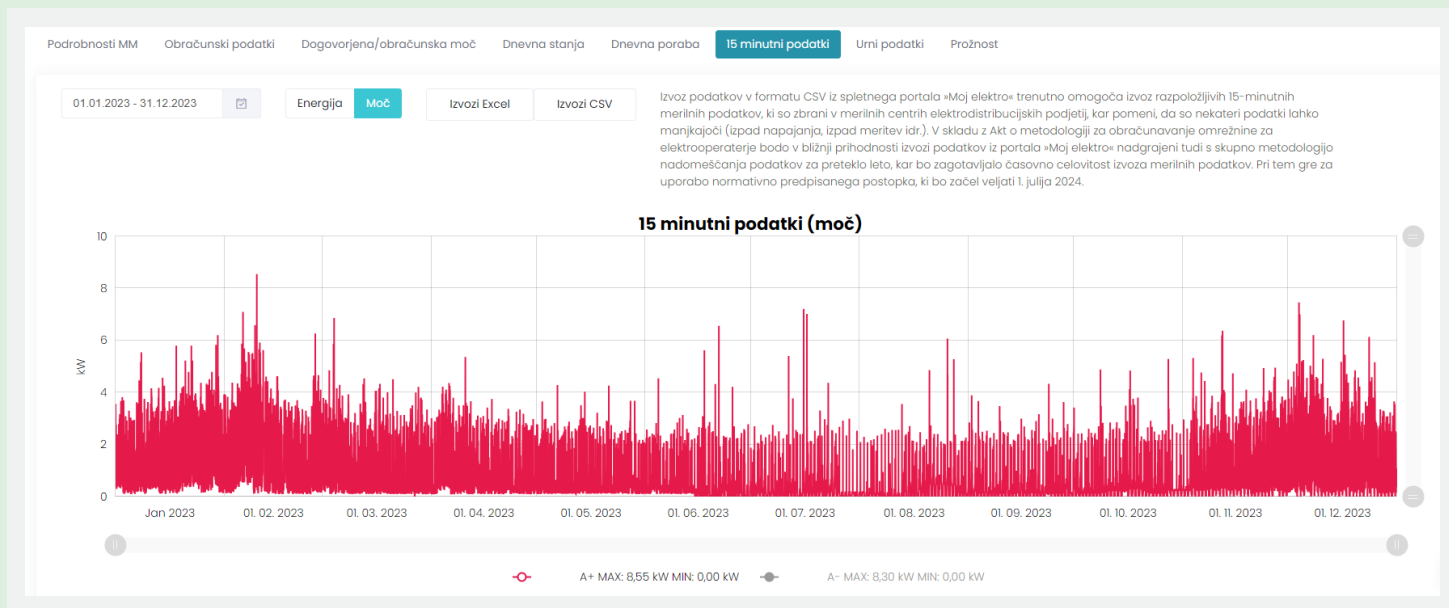 Podrobnosti MM Obračunski podatki Dogovorjena/obračunska moč Dnevna stanja Dnevna poraba 15 minutni podatki Urni podatki Prožnost
01.01.2023 - 31.12.2023 Energija Moč Izvozi Excel Izvozi CSV
Izvoz podatkov v formatu CSV iz spletnega portala »Moj elektro« trenutno omogoča izvoz razpoložljivih 15-minutnih
merilnih podatkov, ki so zbrani v merilnih centrih elektrodistribucijskih podjetij, kar pomeni, da so nekateri podatki lahko
manjkajoči (izpad napajanja, izpad meritev idr.). V skladu z Akt o metodologiji za obračunavanje omrežnine za
elektrooperaterje bodo v bližnji prihodnosti izvozi podatkov iz portala »Moj elektro« nadgrajeni tudi s skupno metodologijo
nadomeščanja podatkov za preteklo leto, kar bo zagotavljalo časovno celovitost izvoza merilnih podatkov. Pri tem gre za
uporabo normativno predpisanega postopka, ki bo začel veljati 1. julija 2024.
15 minutni podatki (moč)
10
8
6
kW
4
2
0
Jan 2023 01. 02. 2023 01. 03. 2023 01. 04. 2023 01. 05. 2023 01. 06. 2023 01. 07. 2023 01. 08. 2023 01. 09. 2023 01. 10. 2023 01. 11. 2023 01. 12. 2023
A+ MAX: 8,55 kW MIN: 0,00 kW A- MAX: 8,30 kW MIN: 0,00 kW